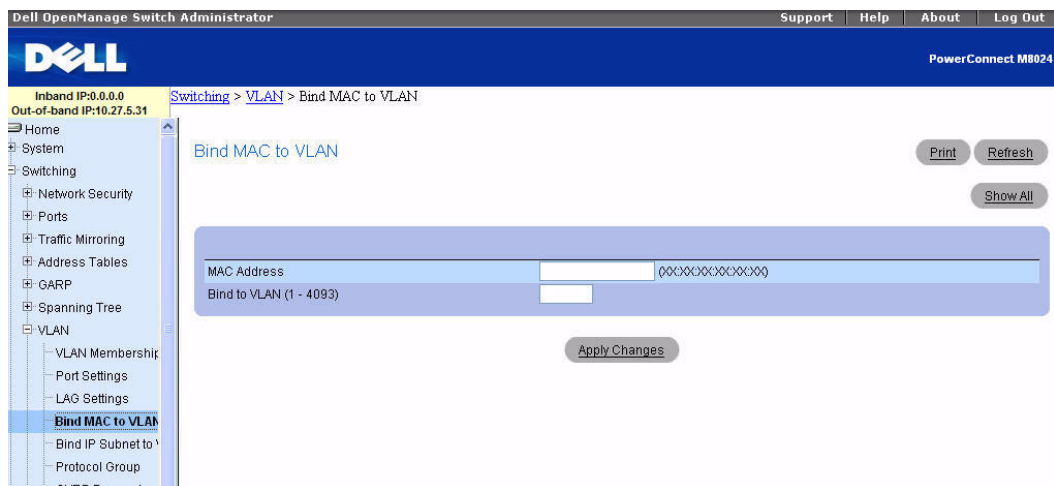 Dell OpenManage Switch Administrator
Support Help About Log Out
DELL
PowerConnect M8024
Inband IP:0.0.0.0
Out-of-band IP:10.27.5.31
Switching > VLAN > Bind MAC to VLAN
Home
System
Switching
Network Security
Ports
Traffic Mirroring
Address Tables
GARP
Spanning Tree
VLAN
VLAN Membership
Port Settings
LAG Settings
Bind MAC to VLAN
Bind IP Subnet to
Protocol Group
Bind MAC to VLAN
Print
Refresh
Show All
MAC Address (XX:XX:XX:XX:XX:XX)
Bind to VLAN (1 - 4093)
Apply Changes